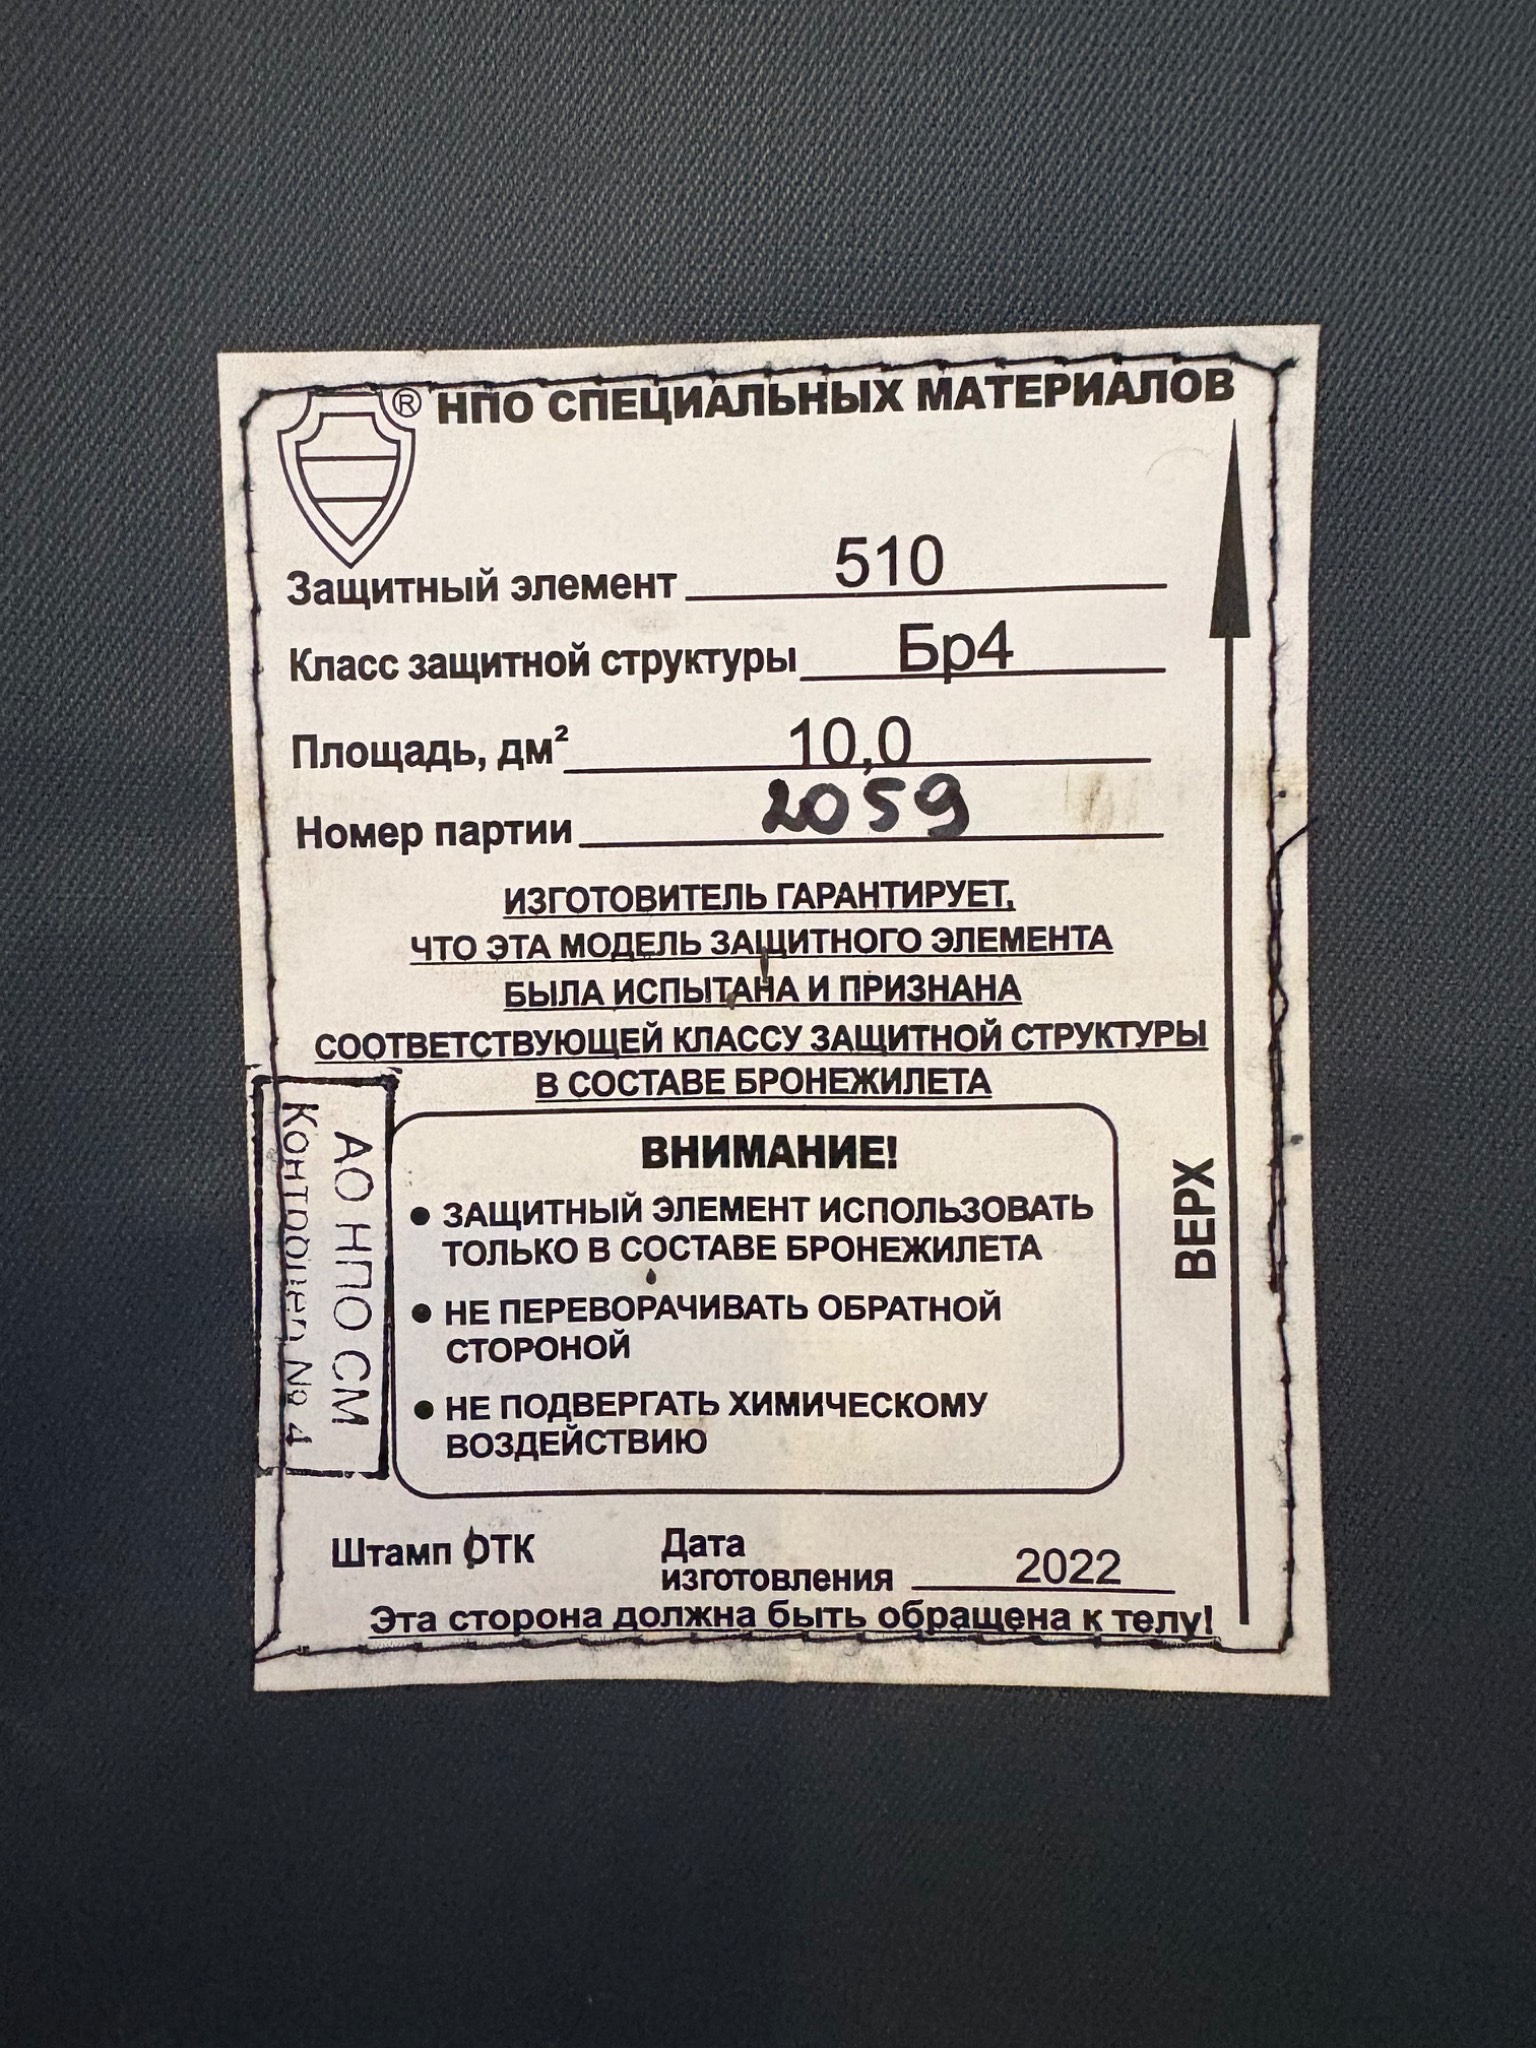 ® НПО СПЕЦИАЛЬНЫХ МАТЕРИАЛОВ
Защитный элемент 510
Класс защитной структуры Бр4
Площадь, дм² 10,0
Номер партии 2059
ИЗГОТОВИТЕЛЬ ГАРАНТИРУЕТ,
ЧТО ЭТА МОДЕЛЬ ЗАЩИТНОГО ЭЛЕМЕНТА
БЫЛА ИСПЫТАНА И ПРИЗНАНА
СООТВЕТСТВУЮЩЕЙ КЛАССУ ЗАЩИТНОЙ СТРУКТУРЫ
В СОСТАВЕ БРОНЕЖИЛЕТА
ВНИМАНИЕ!
● ЗАЩИТНЫЙ ЭЛЕМЕНТ ИСПОЛЬЗОВАТЬ
ТОЛЬКО В СОСТАВЕ БРОНЕЖИЛЕТА
● НЕ ПЕРЕВОРАЧИВАТЬ ОБРАТНОЙ
СТОРОНОЙ
● НЕ ПОДВЕРГАТЬ ХИМИЧЕСКОМУ
ВОЗДЕЙСТВИЮ
АО НПО СМ
Контролер № 4
ВЕРХ
Штамп ОТК
Дата
изготовления 2022
Эта сторона должна быть обращена к телу!